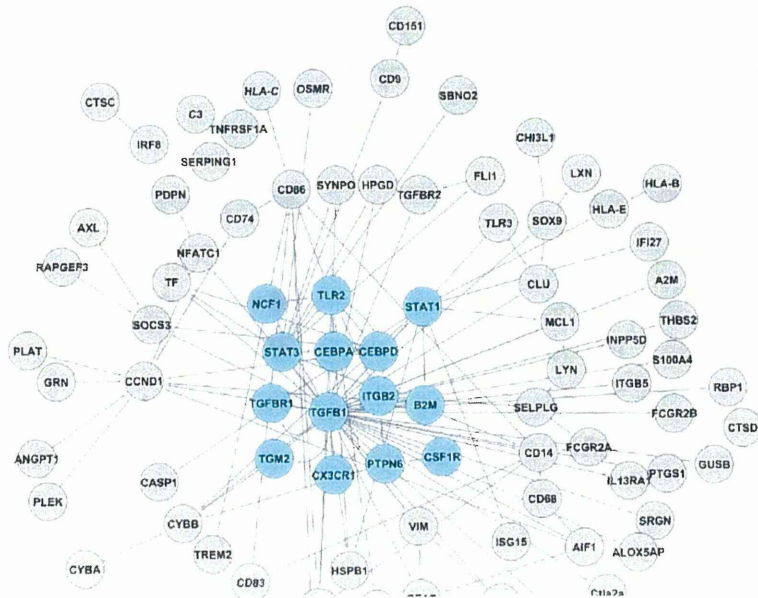 CD151
CD9
CTSC
HLA-C
OSMR
SBNO2
C3
TNFRSF1A
IRF8
CHI3L1
SERPING1
LXN
PDPN
CD86
SYNPO
HPGD
TGFBR2
FLI1
HLA-B
HLA-E
AXL
CD74
TLR3
SOX9
IFI27
NFATC1
RAPGEF3
TF
CLU
A2M
NCF1
TLR2
STAT1
SOCS3
MCL1
THBS2
INPP5D
PLAT
STAT3
CEBPA
CEBPD
S100A4
LYN
GRN
CCND1
ITGB5
RBP1
TGFBR1
TGFB1
ITGB2
B2M
SELPLG
FCGR2B
CTSD
ANGPT1
TGM2
CX3CR1
PTPN6
CSF1R
CD14
FCGR2A
GUSB
CASP1
IL13RA1
PTGS1
PLEK
CD68
CYBB
VIM
SRGN
TREM2
ISG15
AIF1
ALOX5AP
CYBA
CD83
HSPB1
Ctla2a